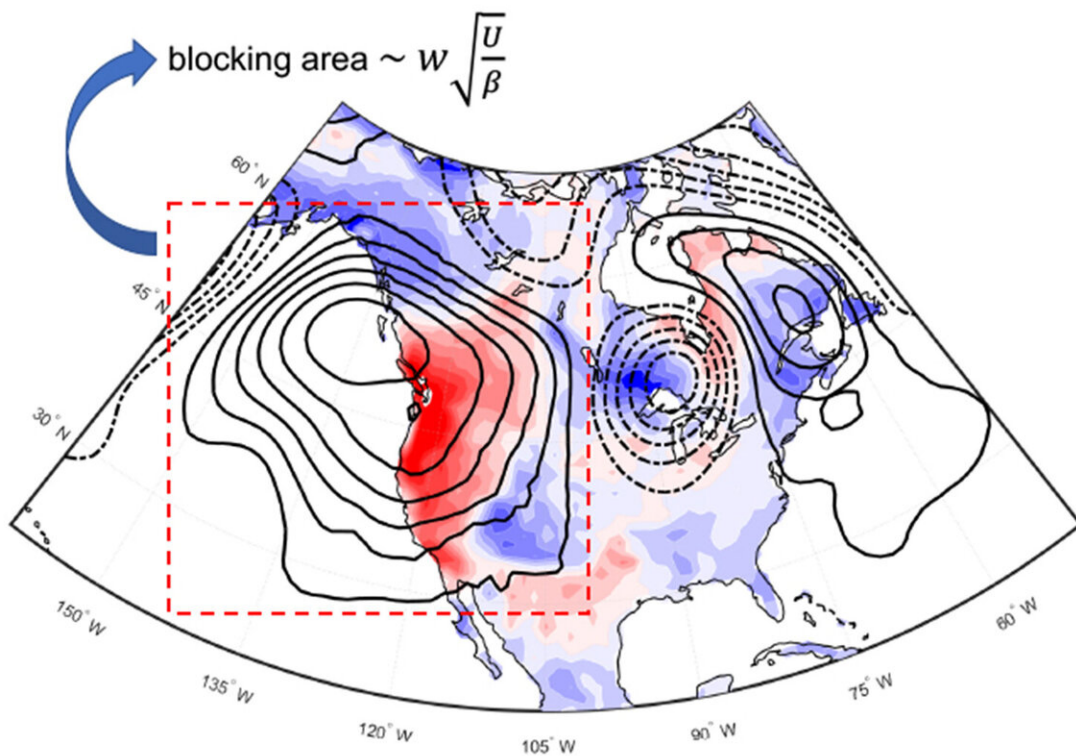 blocking area ~ w√(U/β)
60° N
45° N
30° N
150° W
135° W
120° W
105° W
90° W
75° W
60° W